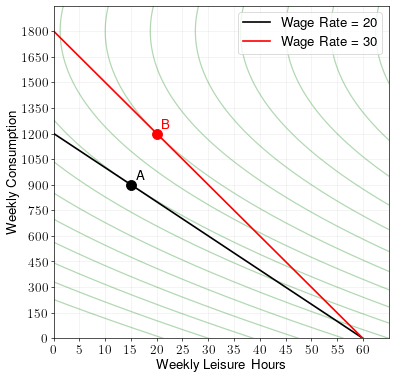 Wage Rate = 20
Wage Rate = 30
1800
1650
1500
1350
1200
1050
900
750
600
450
300
150
0
B
A
Weekly Consumption
0 5 10 15 20 25 30 35 40 45 50 55 60
Weekly Leisure Hours